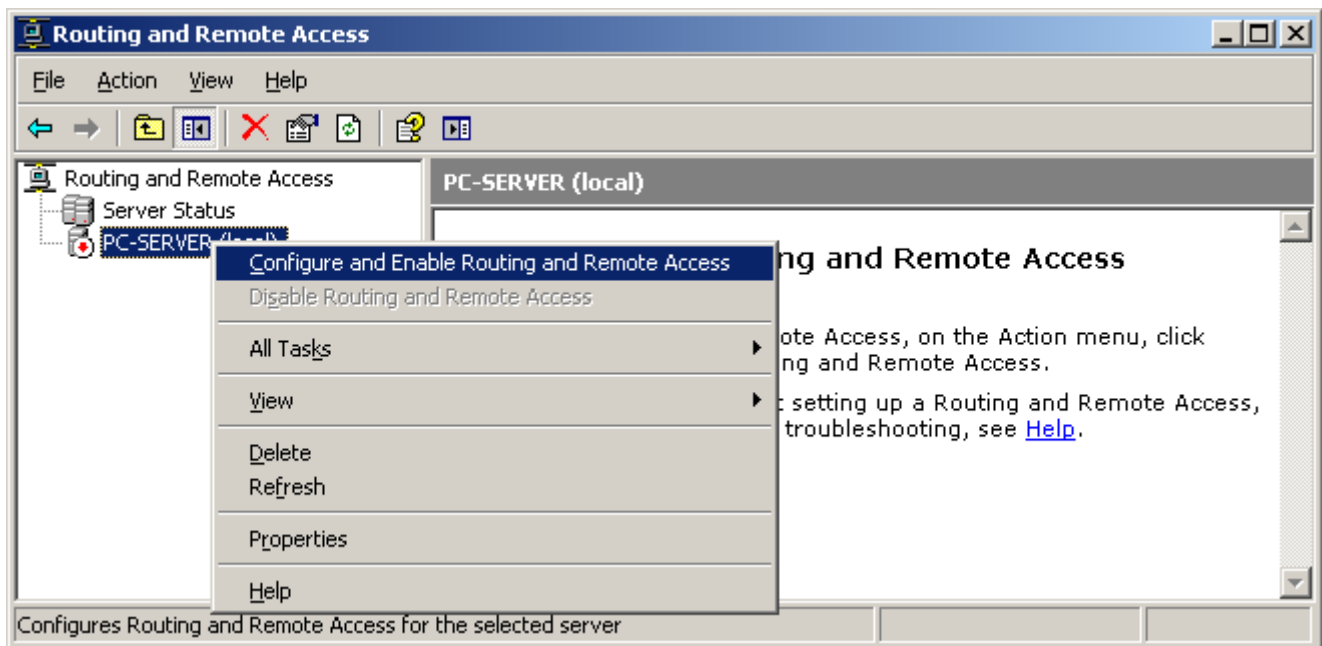 Routing and Remote Access
File Action View Help
Routing and Remote Access
Server Status
PC-SERVER (local)
PC-SERVER (local)
Configure and Enable Routing and Remote Access
Disable Routing and Remote Access
All Tasks
View
Delete
Refresh
Properties
Help
ng and Remote Access
ote Access, on the Action menu, click
ng and Remote Access.
setting up a Routing and Remote Access,
troubleshooting, see Help.
Configures Routing and Remote Access for the selected server